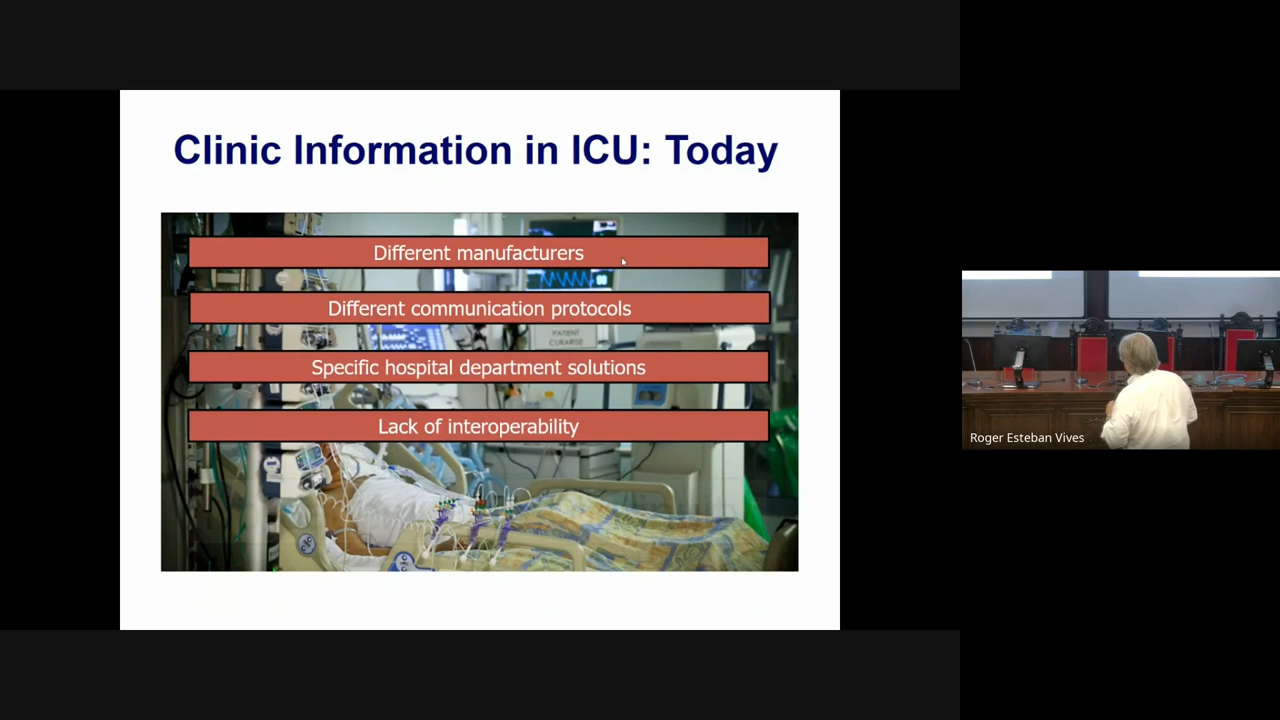 Clinic Information in ICU: Today
Different manufacturers
Different communication protocols
PATIENT
Specific hospital department solutions
Lack of interoperability
Roger Esteban Vives